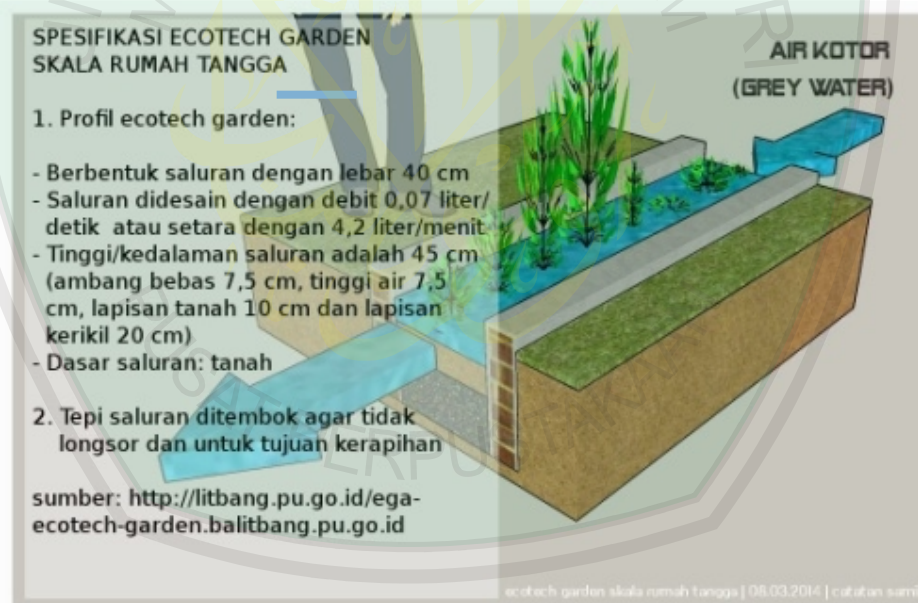 SPESIFIKASI ECOTECH GARDEN
SKALA RUMAH TANGGA
1. Profil ecotech garden:
- Berbentuk saluran dengan lebar 40 cm
- Saluran didesain dengan debit 0,07 liter/
detik atau setara dengan 4,2 liter/menit
- Tinggi/kedalaman saluran adalah 45 cm
(ambang bebas 7,5 cm, tinggi air 7,5
cm, lapisan tanah 10 cm dan lapisan
kerikil 20 cm)
- Dasar saluran: tanah
2. Tepi saluran ditembok agar tidak
longsor dan untuk tujuan kerapihan
sumber: http://litbang.pu.go.id/ega-
ecotech-garden.balitbang.pu.go.id
AIR KOTOR
(GREY WATER)
ecotech garden skala rumah tangga | 08.03.2014 | catatan sami